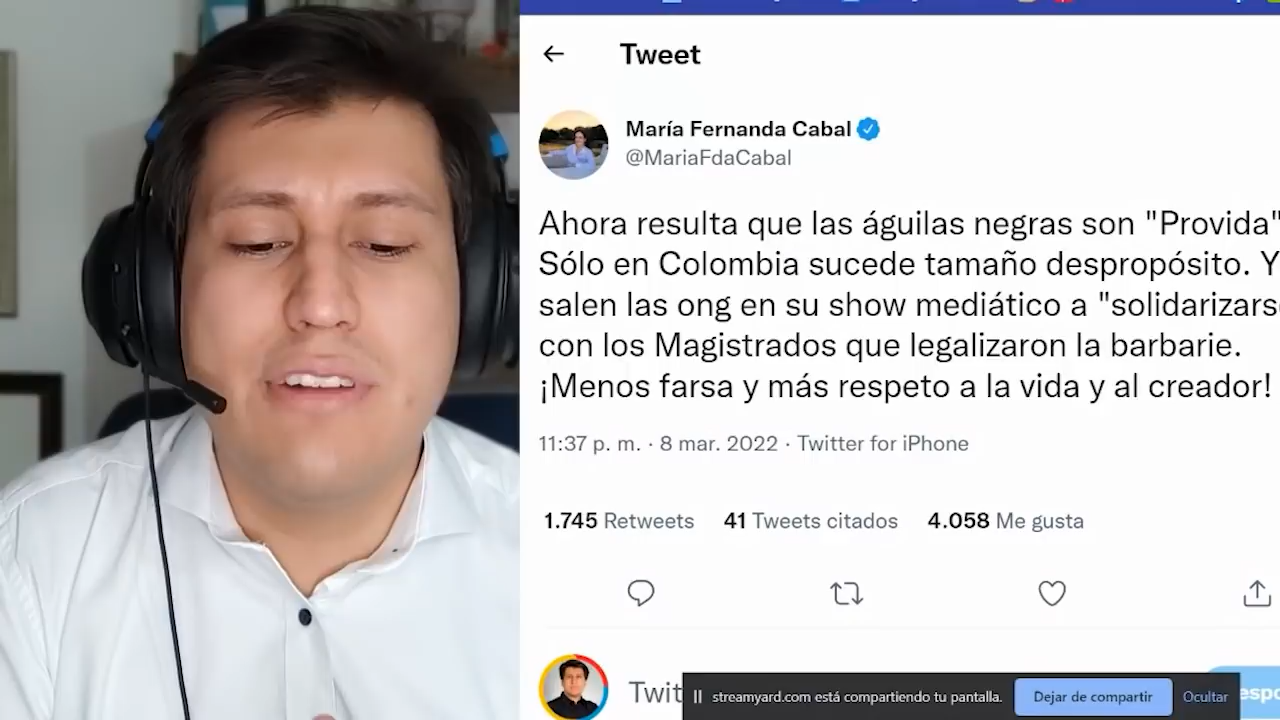 Tweet
María Fernanda Cabal
@MariaFdaCabal
Ahora resulta que las águilas negras son "Provida"
Sólo en Colombia sucede tamaño despropósito. Y
salen las ong en su show mediático a "solidarizarse
con los Magistrados que legalizaron la barbarie.
¡Menos farsa y más respeto a la vida y al creador!
11:37 p. m. · 8 mar. 2022 · Twitter for iPhone
1.745 Retweets 41 Tweets citados 4.058 Me gusta
Twit
streamyard.com está compartiendo tu pantalla. Dejar de compartir Ocultar